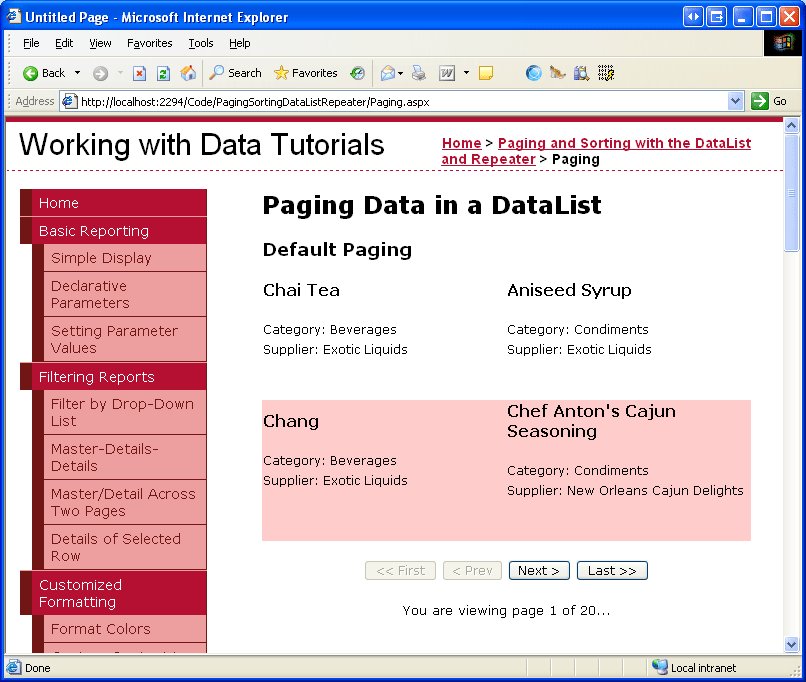 Untitled Page - Microsoft Internet Explorer
File Edit View Favorites Tools Help
Back Search Favorites
Address http://localhost:2294/Code/PagingSortingDataListRepeater/Paging.aspx Go
Working with Data Tutorials
Home > Paging and Sorting with the DataList
and Repeater > Paging
Home
Basic Reporting
Simple Display
Declarative
Parameters
Setting Parameter
Values
Filtering Reports
Filter by Drop-Down
List
Master-Details-
Details
Master/Detail Across
Two Pages
Details of Selected
Row
Customized
Formatting
Format Colors
Paging Data in a DataList
Default Paging
Chai Tea
Category: Beverages
Supplier: Exotic Liquids
Aniseed Syrup
Category: Condiments
Supplier: Exotic Liquids
Chang
Category: Beverages
Supplier: Exotic Liquids
Chef Anton's Cajun
Seasoning
Category: Condiments
Supplier: New Orleans Cajun Delights
<< First < Prev Next > Last >>
You are viewing page 1 of 20...
Done Local intranet